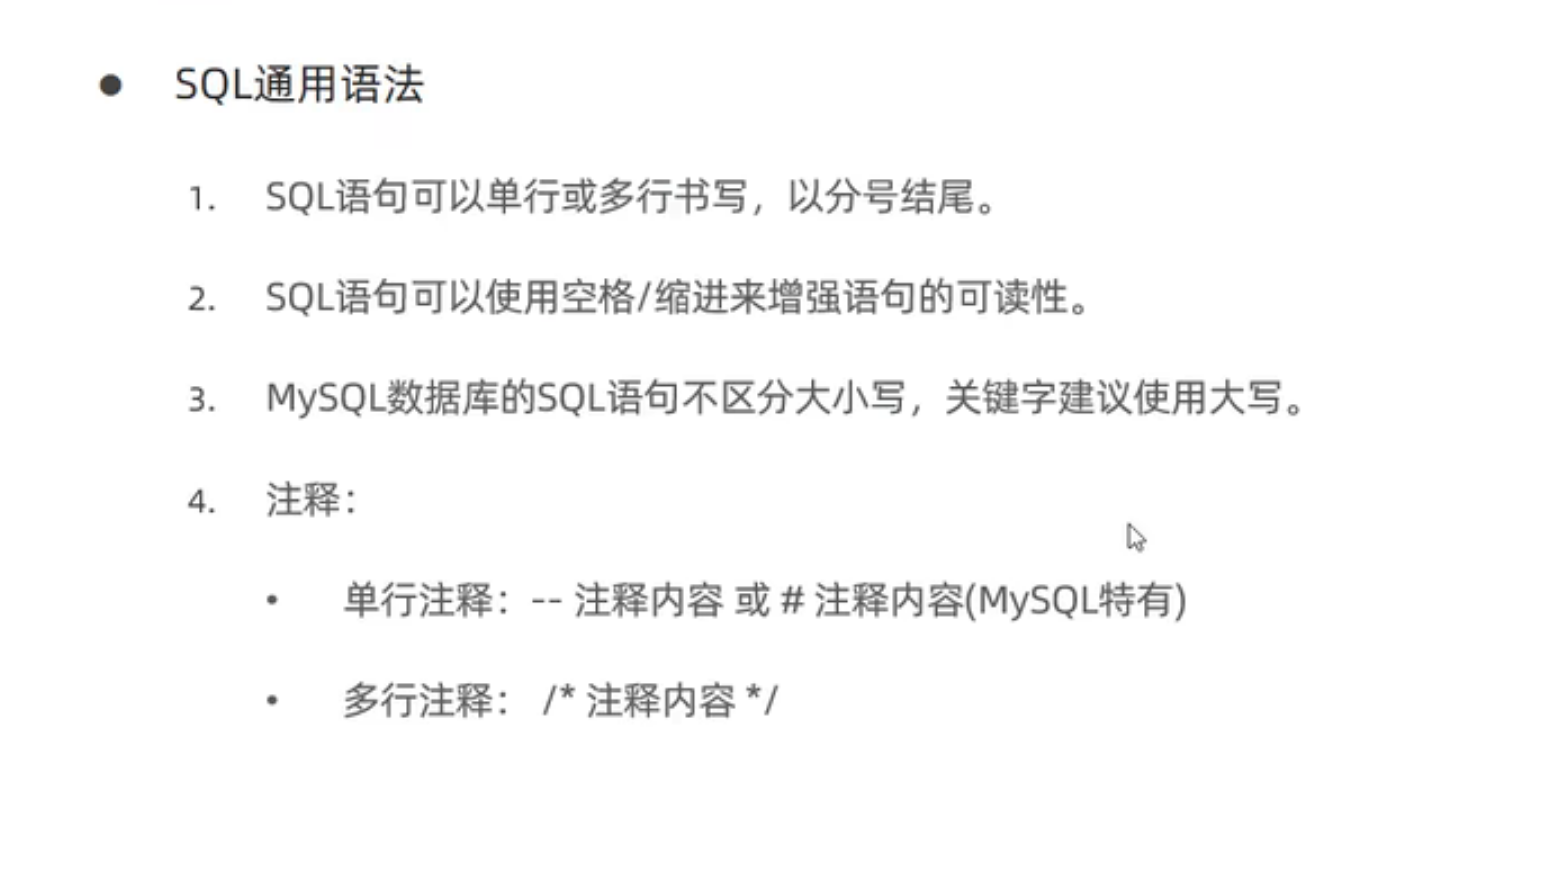 ● SQL通用语法
1. SQL语句可以单行或多行书写，以分号结尾。
2. SQL语句可以使用空格/缩进来增强语句的可读性。
3. MySQL数据库的SQL语句不区分大小写，关键字建议使用大写。
4. 注释：
• 单行注释：-- 注释内容 或 # 注释内容(MySQL特有)
• 多行注释： /* 注释内容 */